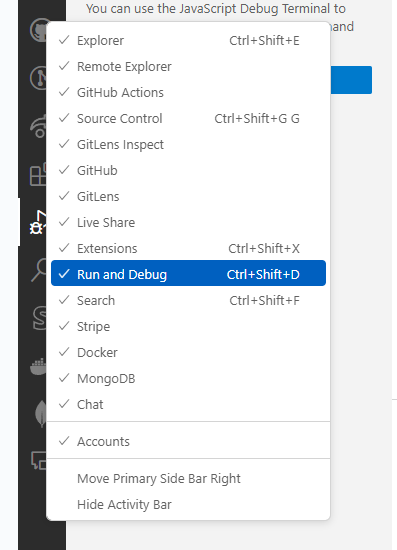 You can use the JavaScript Debug Terminal to
Explorer Ctrl+Shift+E
Remote Explorer
GitHub Actions
Source Control Ctrl+Shift+G G
GitLens Inspect
GitHub
GitLens
Live Share
Extensions Ctrl+Shift+X
Run and Debug Ctrl+Shift+D
Search Ctrl+Shift+F
Stripe
Docker
MongoDB
Chat
Accounts
Move Primary Side Bar Right
Hide Activity Bar